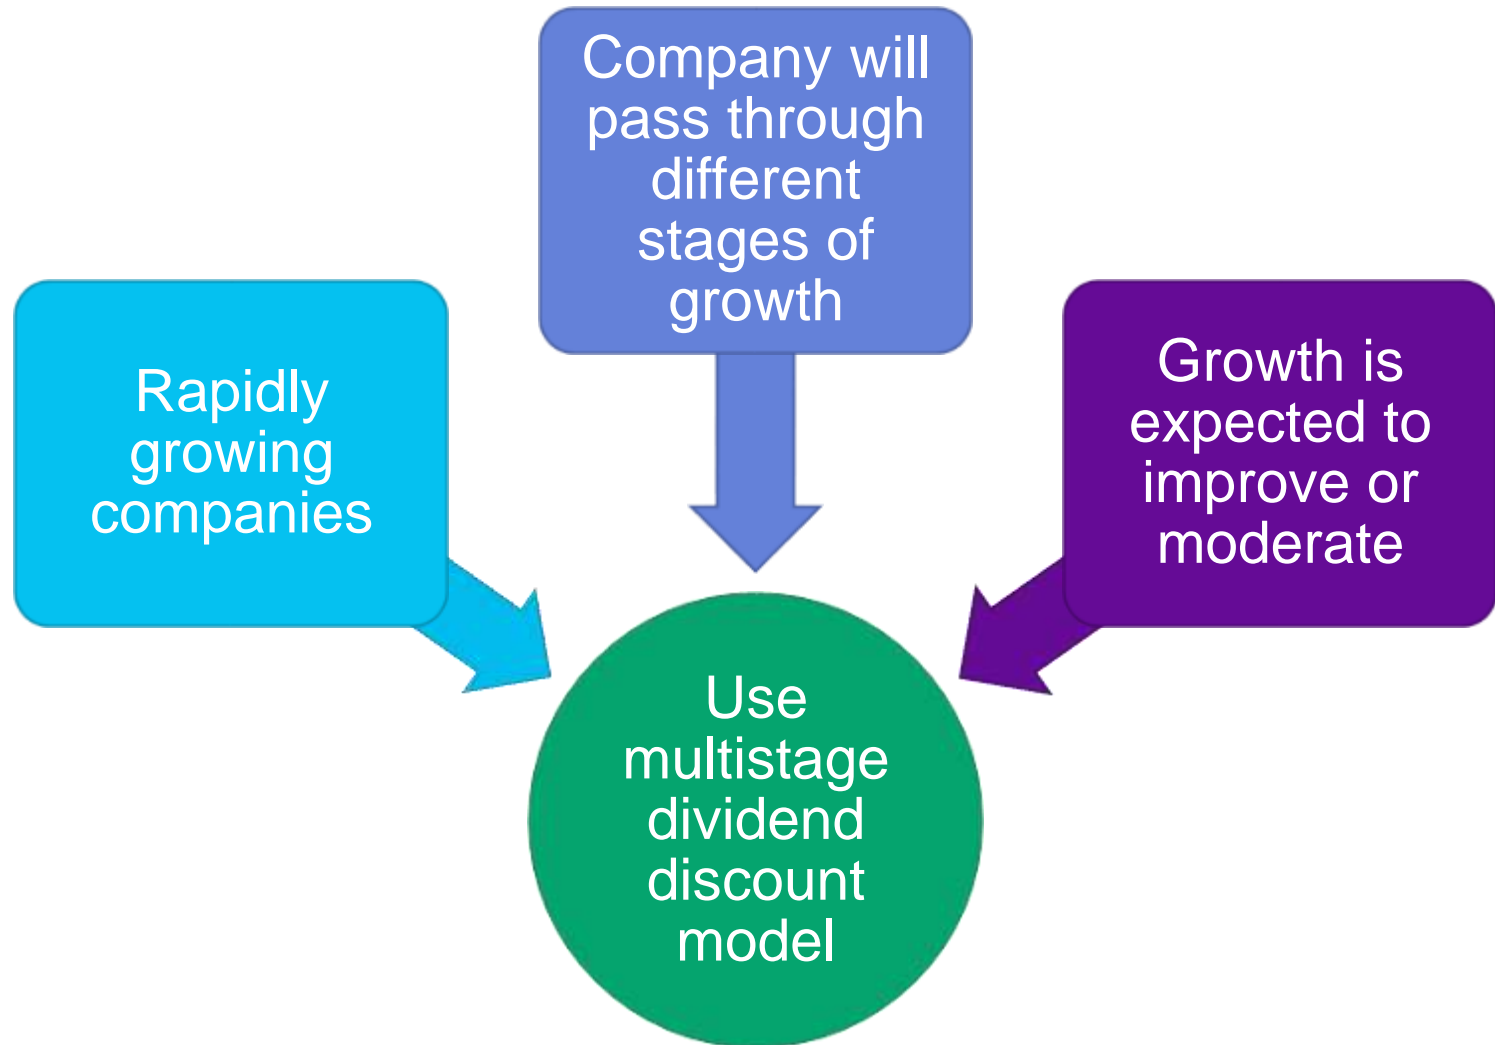 Company will
pass through
different
stages of
growth
Rapidly
growing
companies
Growth is
expected to
improve or
moderate
Use
multistage
dividend
discount
model